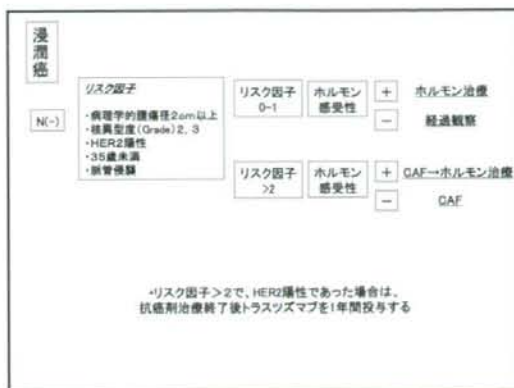 浸潤癌
N(-)
リスク因子
・病理学的腫瘍径2cm以上
・核異型度(Grade)2, 3
・HER2陽性
・35歳未満
・脈管侵襲
リスク因子
0-1
ホルモン
感受性
+
ホルモン治療
-
経過観察
リスク因子
>2
ホルモン
感受性
+
CAF→ホルモン治療
-
CAF
・リスク因子>2で、HER2陽性であった場合は、
抗癌剤治療終了後トラスツズマブを1年間投与する